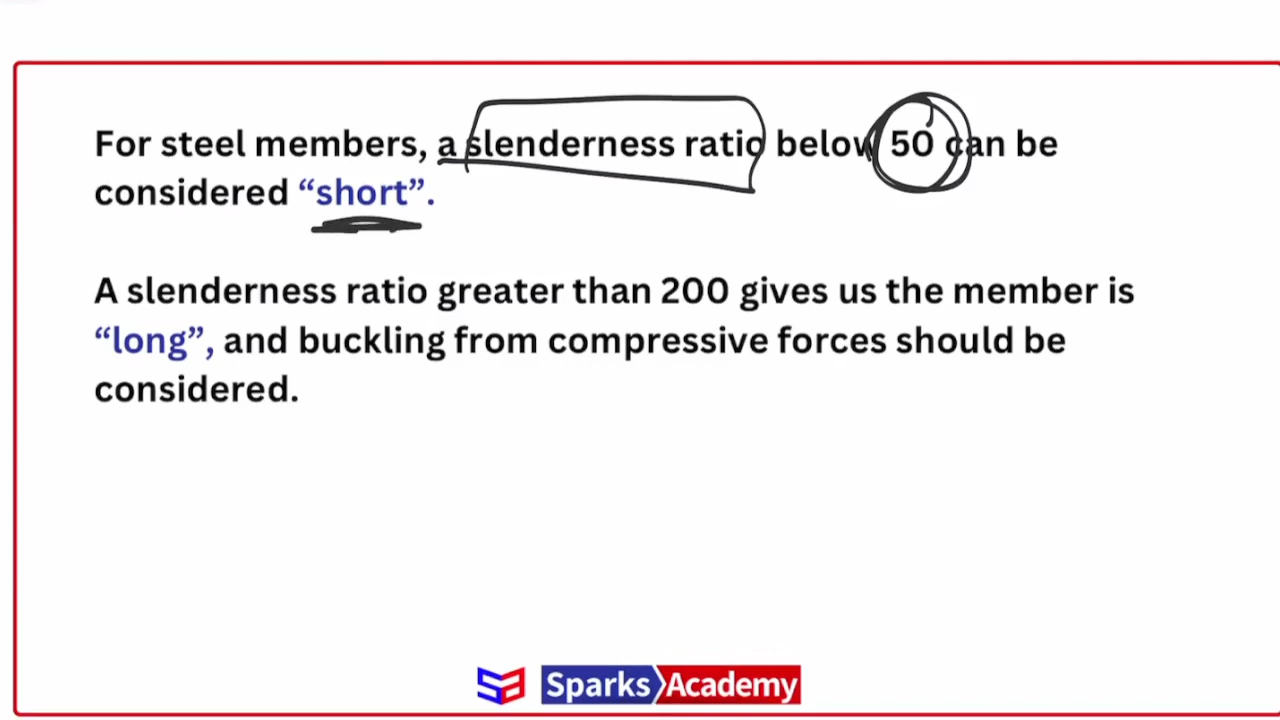 For steel members, a slenderness ratio below 50 can be
considered “short”.
A slenderness ratio greater than 200 gives us the member is
“long”, and buckling from compressive forces should be
considered.
Sparks Academy